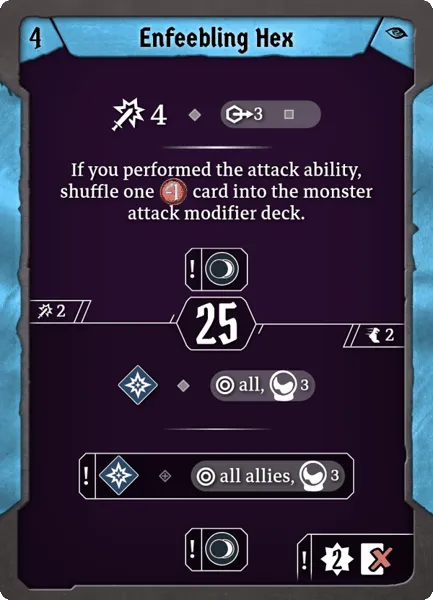 4
Enfeebling Hex
4
3
If you performed the attack ability,
shuffle one -1 card into the monster
attack modifier deck.
!
2
25
2
all, 3
! all allies, 3
!
! 2